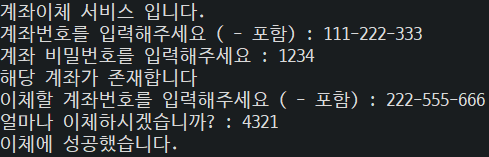 계좌이체 서비스 입니다.
계좌번호를 입력해주세요 ( - 포함) : 111-222-333
계좌 비밀번호를 입력해주세요 : 1234
해당 계좌가 존재합니다
이체할 계좌번호를 입력해주세요 ( - 포함) : 222-555-666
얼마나 이체하시겠습니까? : 4321
이체에 성공했습니다.